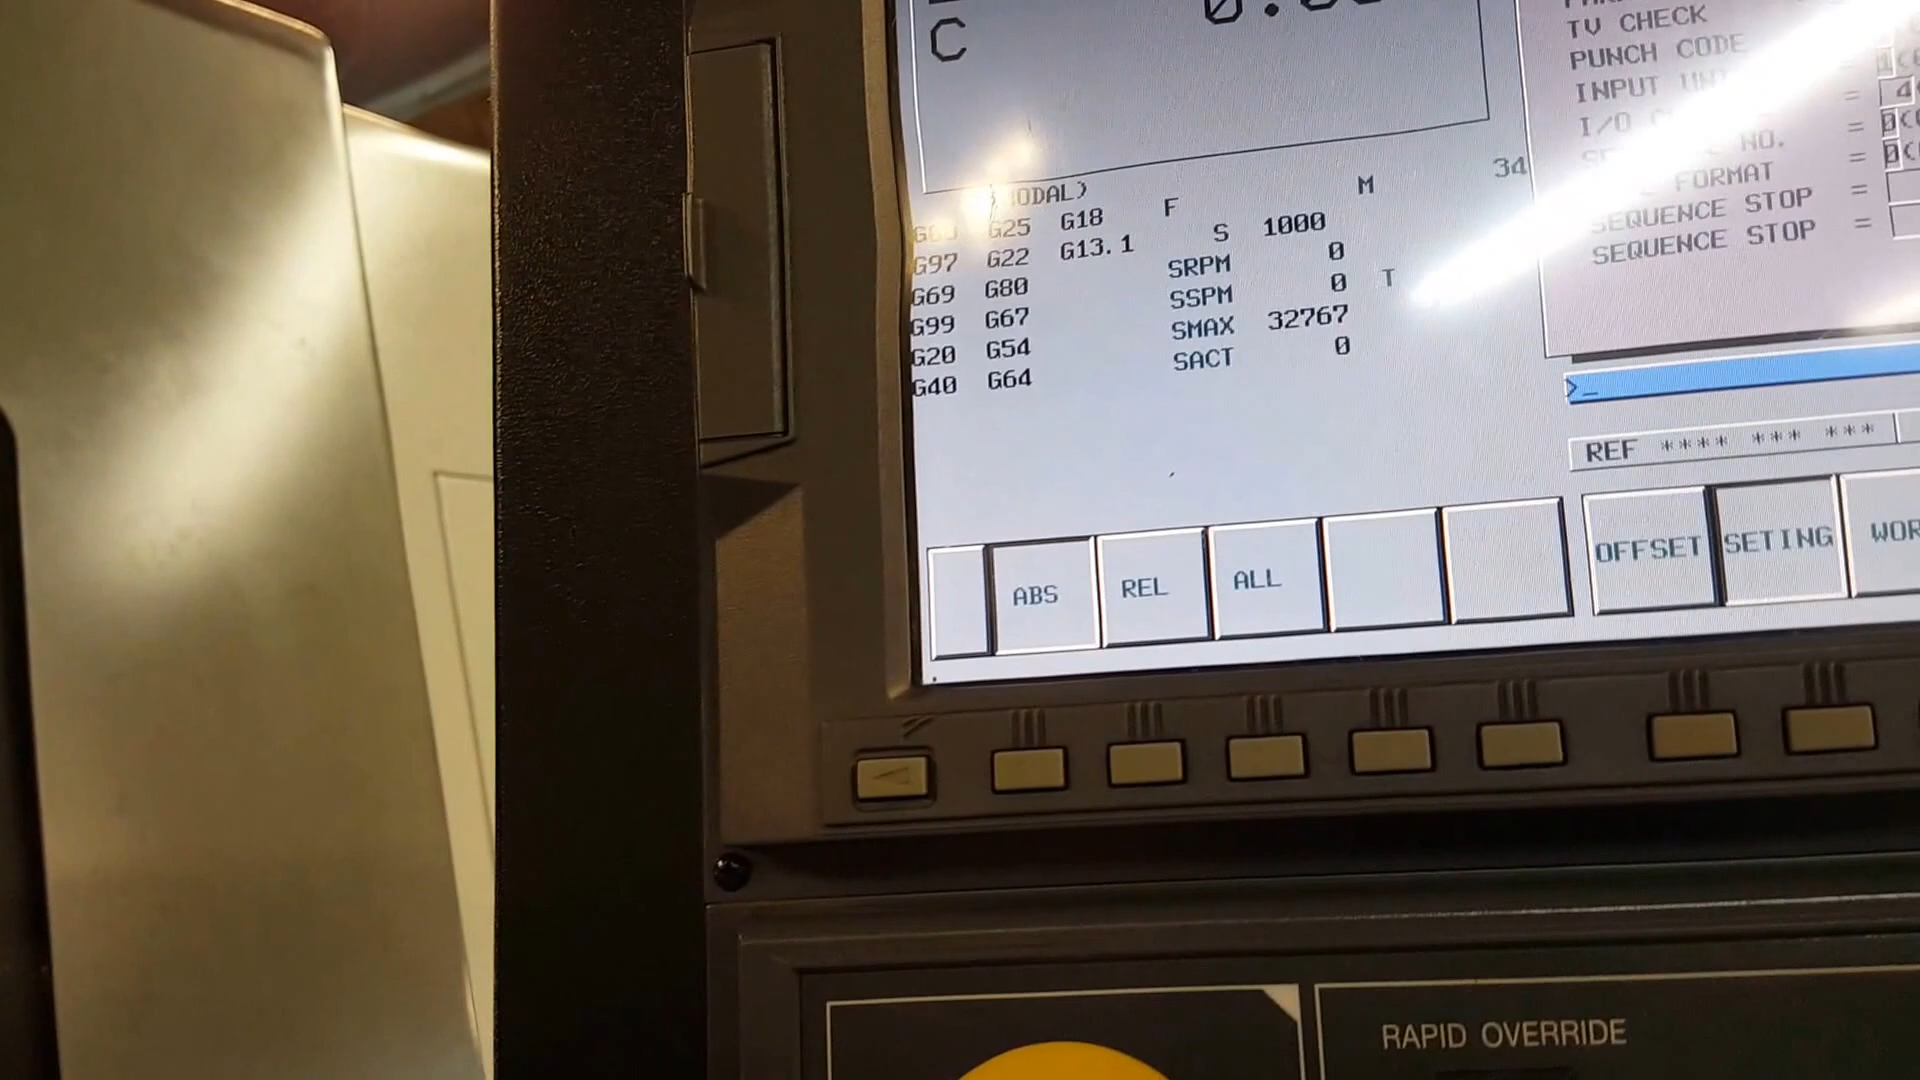 C
G25 G18 F M 34
G97 G22 G13.1 S 1000
G69 G80 SRPM 0
G99 G67 SSPM 0 T
G20 G54 SMAX 32767
G40 G64 SACT 0
TV CHECK
PUNCH CODE
INPUT
I/O
NO.
FORMAT
SEQUENCE STOP =
SEQUENCE STOP =
>_
REF **** *** ***
ABS REL ALL OFFSET SETING
RAPID OVERRIDE